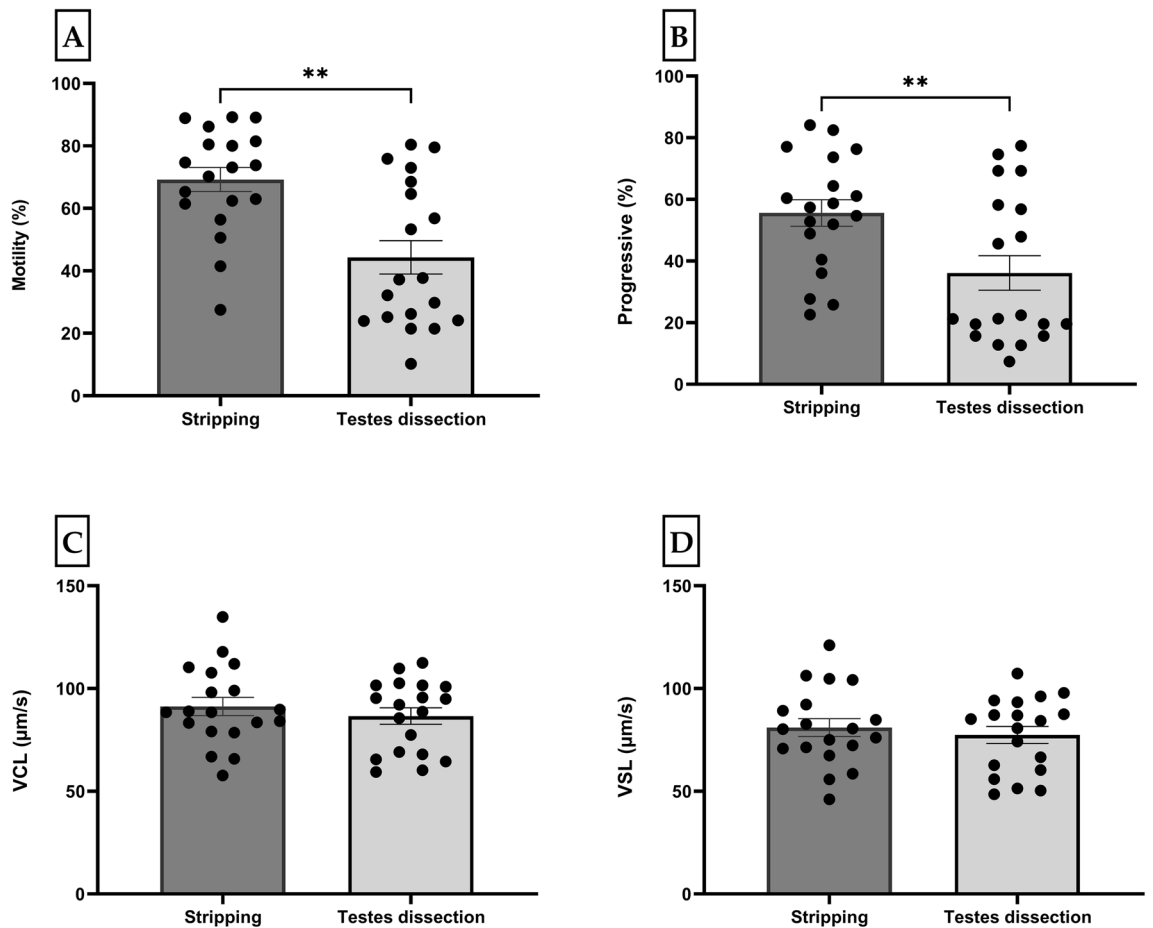 A
**
100
80
60
40
20
0
Motility (%)
Stripping
Testes dissection
B
**
100
80
60
40
20
0
Progressive (%)
Stripping
Testes dissection
C
150
100
50
0
VCL (μm/s)
Stripping
Testes dissection
D
150
100
50
0
VSL (μm/s)
Stripping
Testes dissection